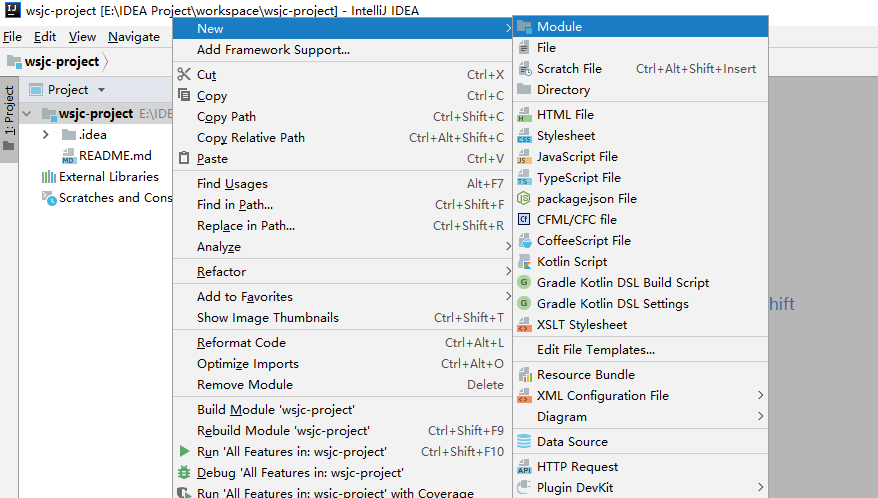 wsjc-project [E:\IDEA Project\workspace\wsjc-project] - IntelliJ IDEA
File Edit View Navigate
wsjc-project
1: Project
Project
wsjc-project E:\IDE
.idea
README.md
External Libraries
Scratches and Cons
New
Add Framework Support...
Cut Ctrl+X
Copy Ctrl+C
Copy Path Ctrl+Shift+C
Copy Relative Path Ctrl+Alt+Shift+C
Paste Ctrl+V
Find Usages Alt+F7
Find in Path... Ctrl+Shift+F
Replace in Path... Ctrl+Shift+R
Analyze
Refactor
Add to Favorites
Show Image Thumbnails Ctrl+Shift+T
Reformat Code Ctrl+Alt+L
Optimize Imports Ctrl+Alt+O
Remove Module Delete
Build Module 'wsjc-project'
Rebuild Module 'wsjc-project' Ctrl+Shift+F9
Run 'All Features in: wsjc-project' Ctrl+Shift+F10
Debug 'All Features in: wsjc-project'
Run 'All Features in: wsjc-project' with Coverage
Module
File
Scratch File Ctrl+Alt+Shift+Insert
Directory
HTML File
Stylesheet
JavaScript File
TypeScript File
package.json File
CFML/CFC file
CoffeeScript File
Kotlin Script
Gradle Kotlin DSL Build Script
Gradle Kotlin DSL Settings
XSLT Stylesheet
Edit File Templates...
Resource Bundle
XML Configuration File
Diagram
Data Source
HTTP Request
Plugin DevKit
hift